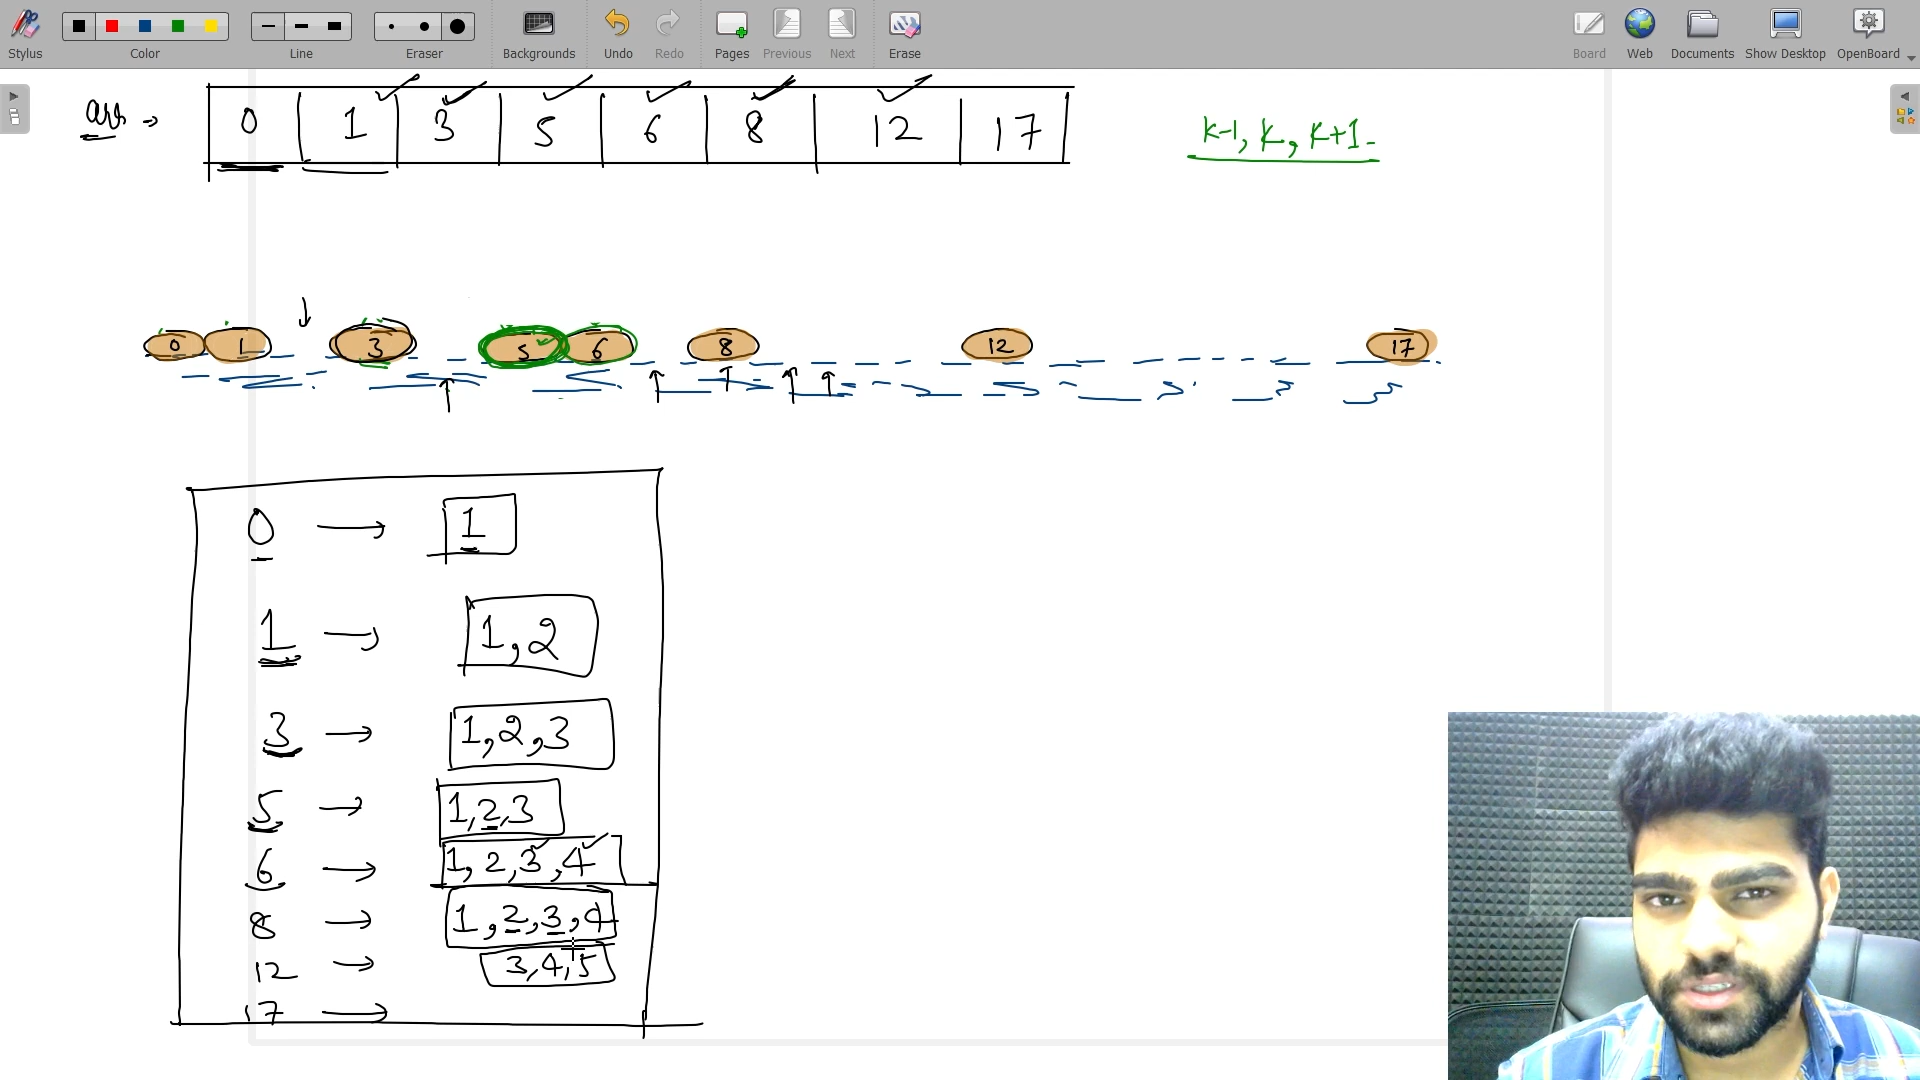 Stylus Color Line Eraser Backgrounds Undo Redo Pages Previous Next Erase Board Web Documents Show Desktop OpenBoard
arr → 0 1 3 5 6 8 12 17
k-1, k, k+1
0 1 3 5 6 8 12 17
0 → 1
1 → 1,2
3 → 1,2,3
5 → 1,2,3
6 → 1,2,3,4
8 → 1,2,3,4
12 → 3,4,5
17 →